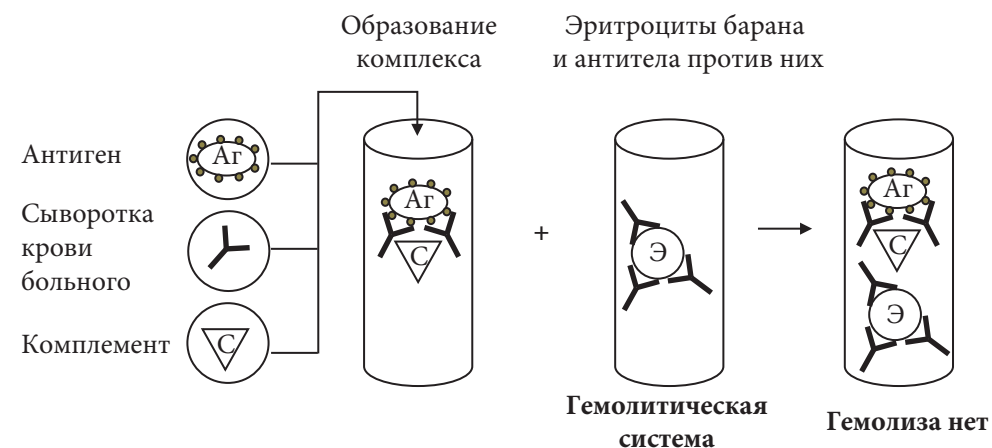 Образование
комплекса
Эритроциты барана
и антитела против них
Антиген
Аг
Сыворотка
крови
больного
Комплемент
С
Аг
С
+
Э
Гемолитическая
система
Аг
С
Э
Гемолиза нет